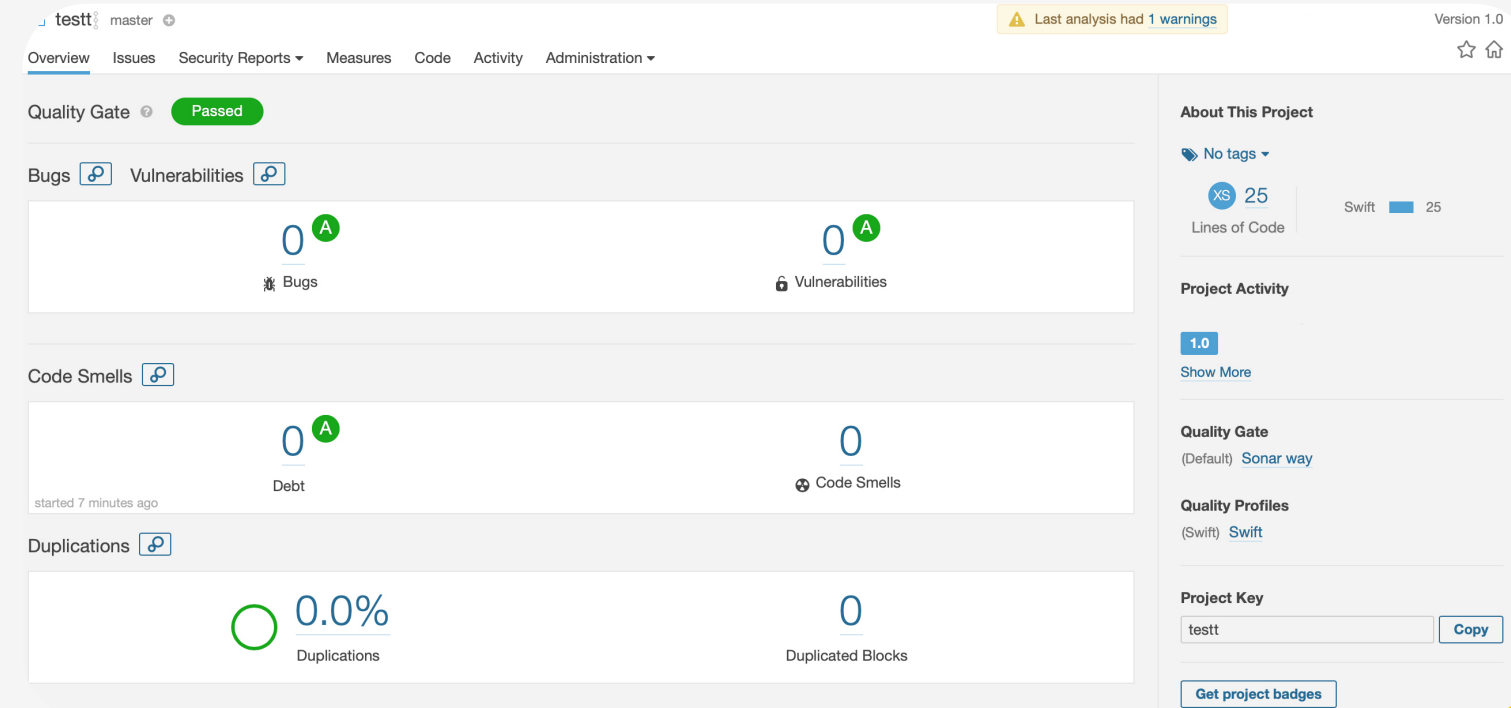 testt master
Last analysis had 1 warnings
Version 1.0
Overview Issues Security Reports Measures Code Activity Administration
Quality Gate ? Passed
Bugs Vulnerabilities
0 A
Bugs
0 A
Vulnerabilities
Code Smells
0 A
Debt
started 7 minutes ago
0
Code Smells
Duplications
0.0%
Duplications
0
Duplicated Blocks
About This Project
No tags
XS 25
Lines of Code
Swift 25
Project Activity
1.0
Show More
Quality Gate
(Default) Sonar way
Quality Profiles
(Swift) Swift
Project Key
testt Copy
Get project badges